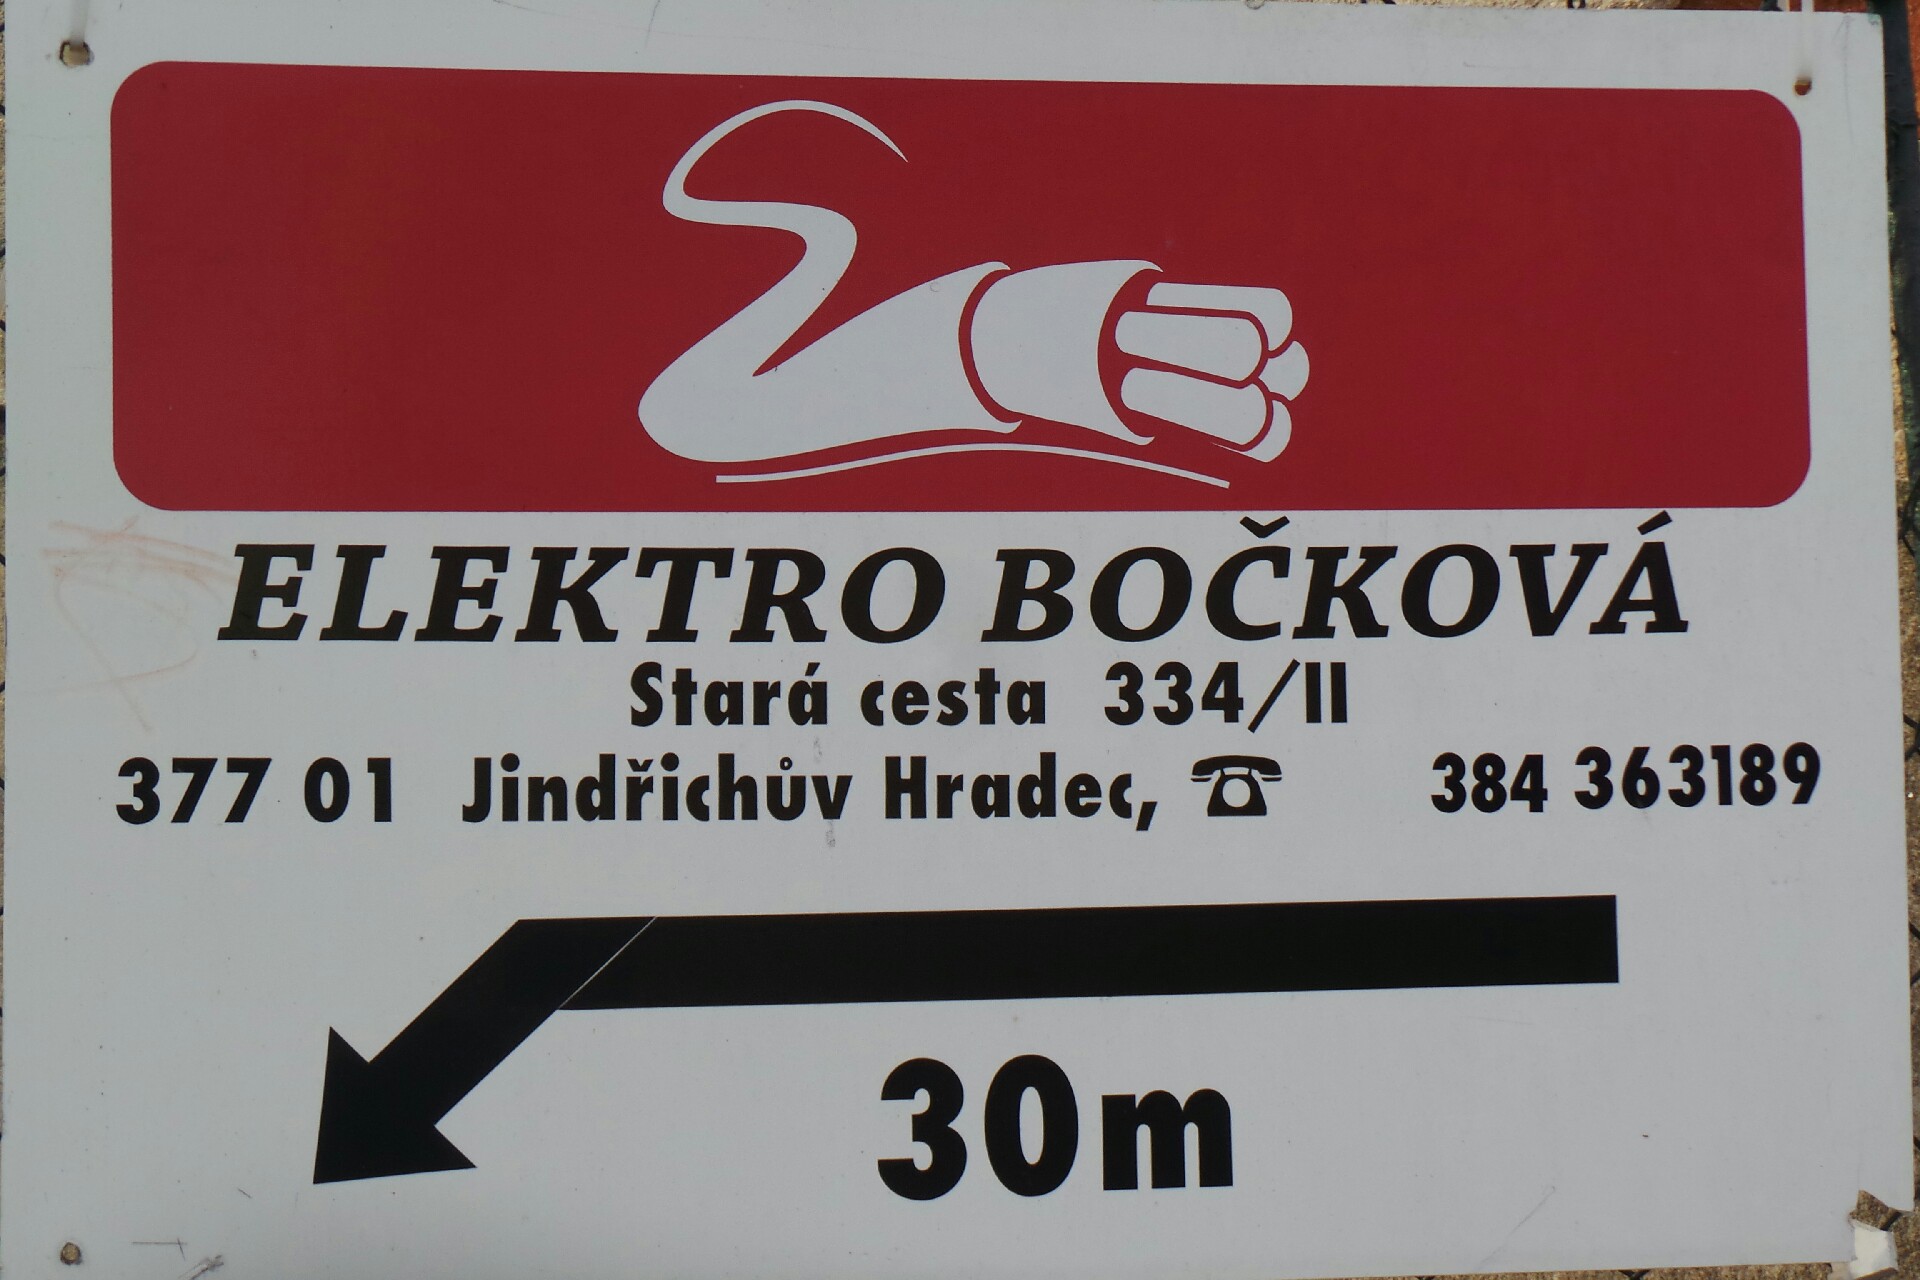 ELEKTRO BOČKOVÁ
Stará cesta 334/II
377 01 Jindřichův Hradec, ☎ 384 363189
30m